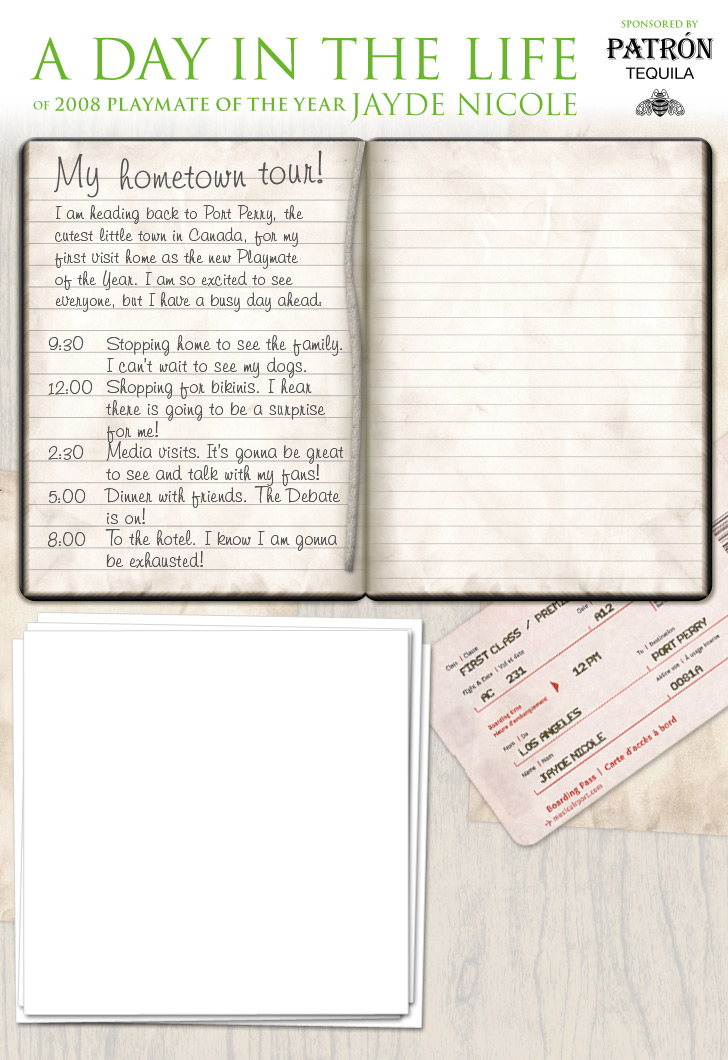 A DAY IN THE LIFE
OF 2008 PLAYMATE OF THE YEAR JAYDE NICOLE
SPONSORED BY
PATRÓN
TEQUILA
My hometown tour!
I am heading back to Port Perry, the
cutest little town in Canada, for my
first visit home as the new Playmate
of the Year. I am so excited to see
everyone, but I have a busy day ahead.
9:30 Stopping home to see the family.
I can't wait to see my dogs.
12:00 Shopping for bikinis. I hear
there is going to be a surprise
for me!
2:30 Media visits. It's gonna be great
to see and talk with my fans!
5:00 Dinner with friends. The Debate
is on!
8:00 To the hotel. I know I am gonna
be exhausted!
Class | Classe
FIRST CLASS / PREMI
Date
A12
Flight & Date | Vol et date
AC 231
To | Destination
PORT PERRY
Boarding time
Heure d'embarquement
12PM
Airline use | À usage interne
0081A
From | De
LOS ANGELES
Name | Nom
JAYDE NICOLE
Boarding Pass | Carte d'accès à bord